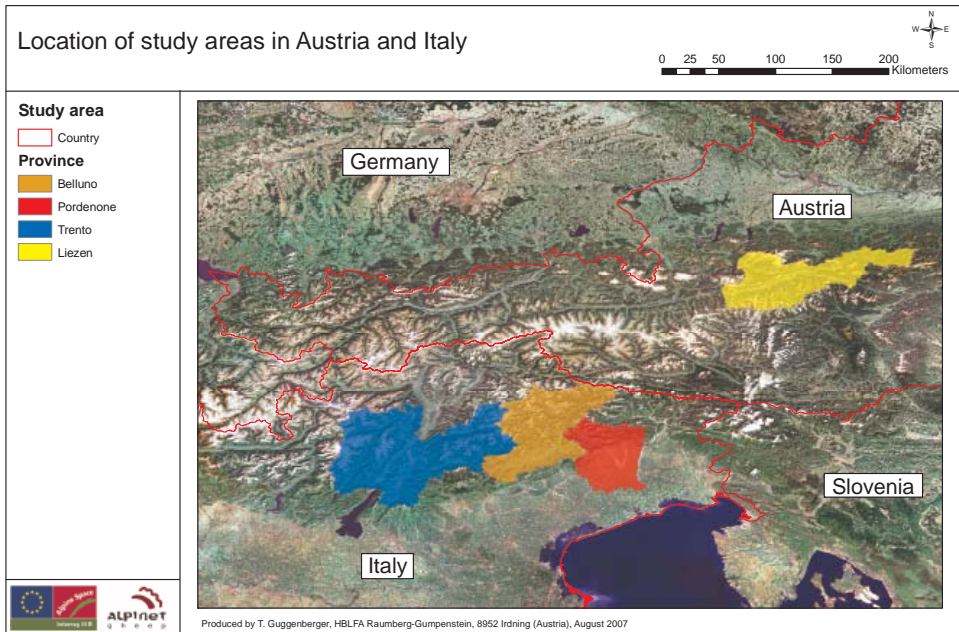 Location of study areas in Austria and Italy
N
W E
S
0 25 50 100 150 200
Kilometers
Study area
Country
Province
Belluno
Pordenone
Trento
Liezen
Germany
Austria
Slovenia
Italy
Alpine Space
Interreg III B
ALPINET
gheep
Produced by T. Guggenberger, HBLFA Raumberg-Gumpenstein, 8952 Irdning (Austria), August 2007